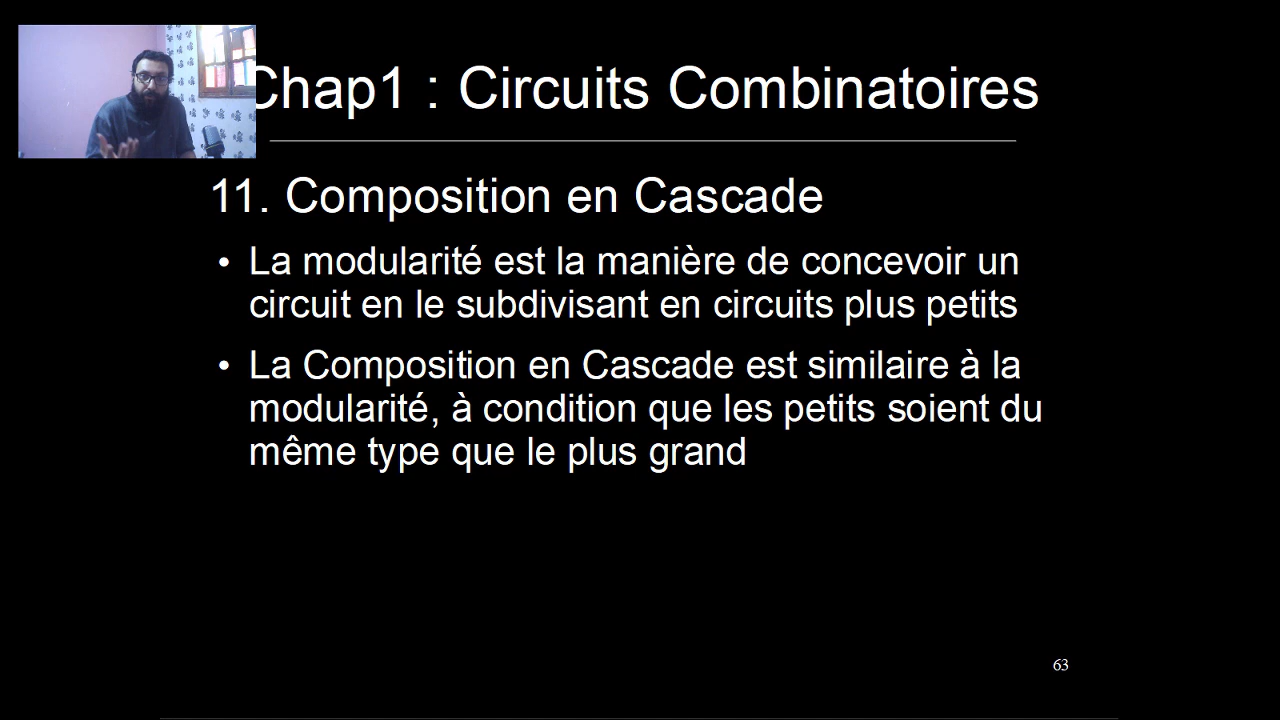 Chap1 : Circuits Combinatoires
11. Composition en Cascade
• La modularité est la manière de concevoir un
circuit en le subdivisant en circuits plus petits
• La Composition en Cascade est similaire à la
modularité, à condition que les petits soient du
même type que le plus grand
63